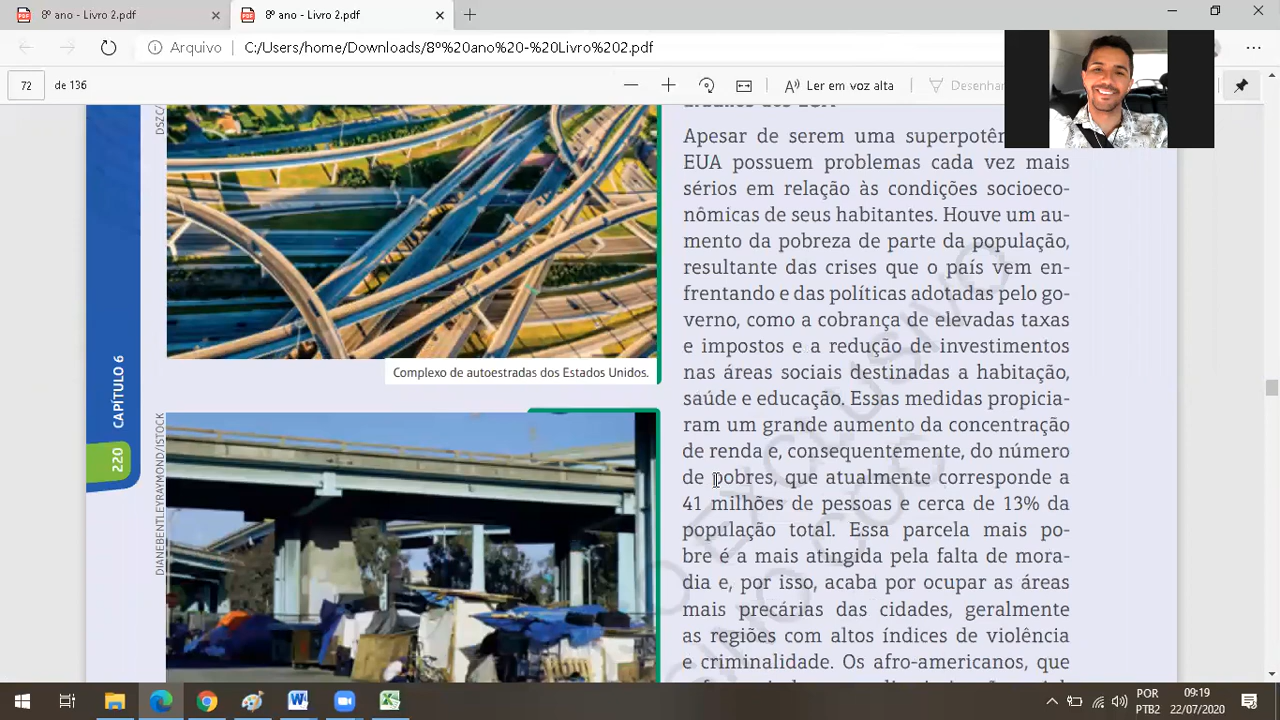 8º ano - Livro 2.pdf
8º ano - Livro 2.pdf
Arquivo
C:/Users/home/Downloads/8º%20ano%20-%20Livro%202.pdf
72
de 136
Ler em voz alta
Desenhar
DSZC/
Apesar de serem uma
EUA possuem problemas cada vez mais
sérios em relação às condições socioeco-
nômicas de seus habitantes. Houve um au-
mento da pobreza de parte da população,
resultante das crises que o país vem en-
frentando e das políticas adotadas pelo go-
verno, como a cobrança de elevadas taxas
e impostos e a redução de investimentos
nas áreas sociais destinadas a habitação,
saúde e educação. Essas medidas propicia-
ram um grande aumento da concentração
de renda e, consequentemente, do número
de pobres, que atualmente corresponde a
41 milhões de pessoas e cerca de 13% da
população total. Essa parcela mais po-
bre é a mais atingida pela falta de mora-
dia e, por isso, acaba por ocupar as áreas
mais precárias das cidades, geralmente
as regiões com altos índices de violência
e criminalidade. Os afro-americanos, que
Complexo de autoestradas dos Estados Unidos.
DIANEBENTLEYRAYMOND/ISTOCK
CAPÍTULO 6
220
POR
PTB2
09:19
22/07/2020